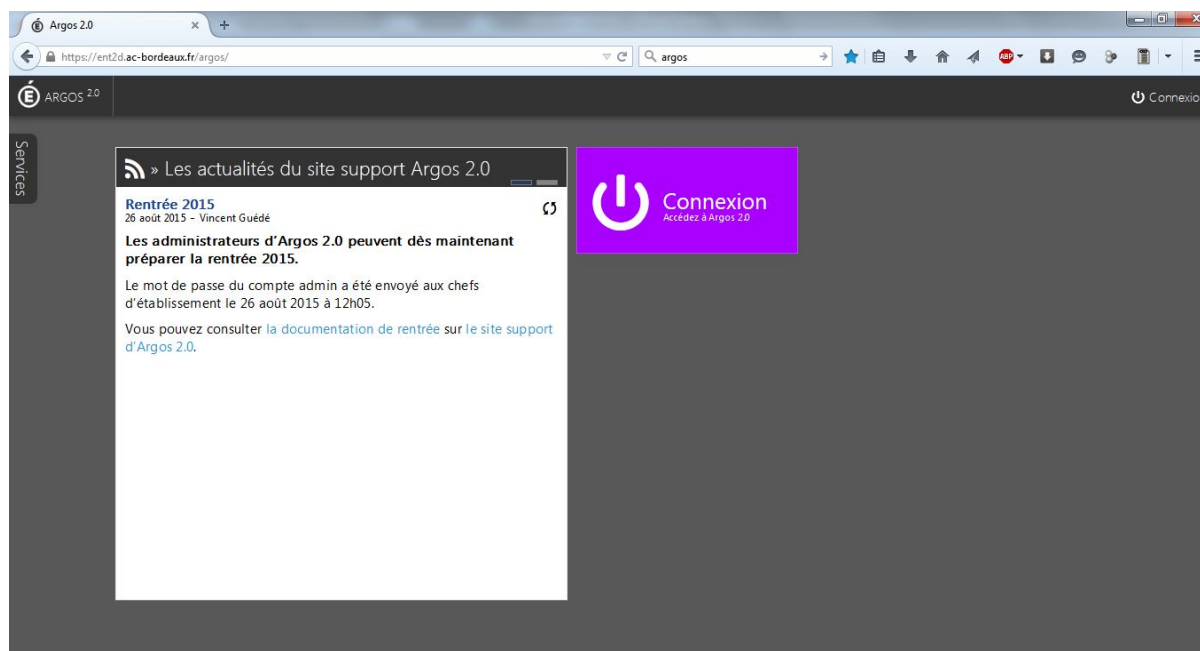 Argos 2.0
https://ent2d.ac-bordeaux.fr/argos/
argos
ABP
ARGOS 2.0
Connexio
Services
» Les actualités du site support Argos 2.0
Rentrée 2015
26 août 2015 – Vincent Guédé
Les administrateurs d'Argos 2.0 peuvent dès maintenant
préparer la rentrée 2015.
Le mot de passe du compte admin a été envoyé aux chefs
d'établissement le 26 août 2015 à 12h05.
Vous pouvez consulter la documentation de rentrée sur le site support
d'Argos 2.0.
Connexion
Accédez à Argos 2.0